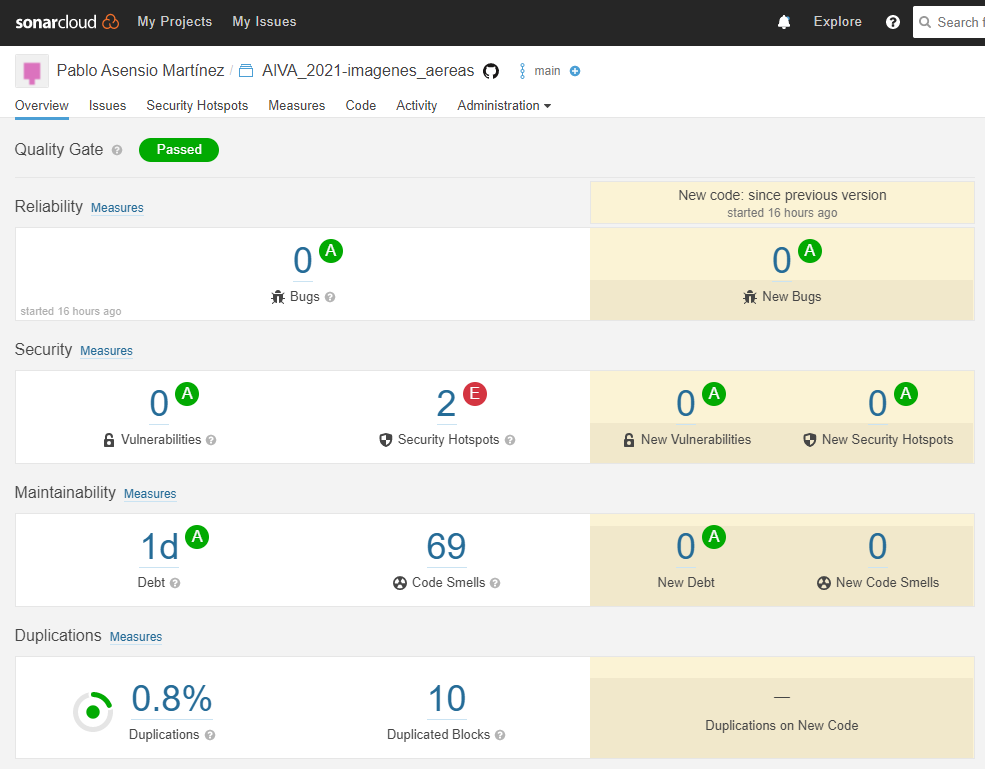 sonarcloud My Projects My Issues Explore ? Search f
Pablo Asensio Martínez / AIVA_2021-imagenes_aereas main
Overview Issues Security Hotspots Measures Code Activity Administration
Quality Gate ? Passed
New code: since previous version
started 16 hours ago
Reliability Measures
0 A 0 A
Bugs ? New Bugs
started 16 hours ago
Security Measures
0 A 2 E 0 A 0 A
Vulnerabilities ? Security Hotspots ? New Vulnerabilities New Security Hotspots
Maintainability Measures
1d A 69 0 A 0
Debt ? Code Smells ? New Debt New Code Smells
Duplications Measures
0.8% 10 —
Duplications ? Duplicated Blocks ? Duplications on New Code